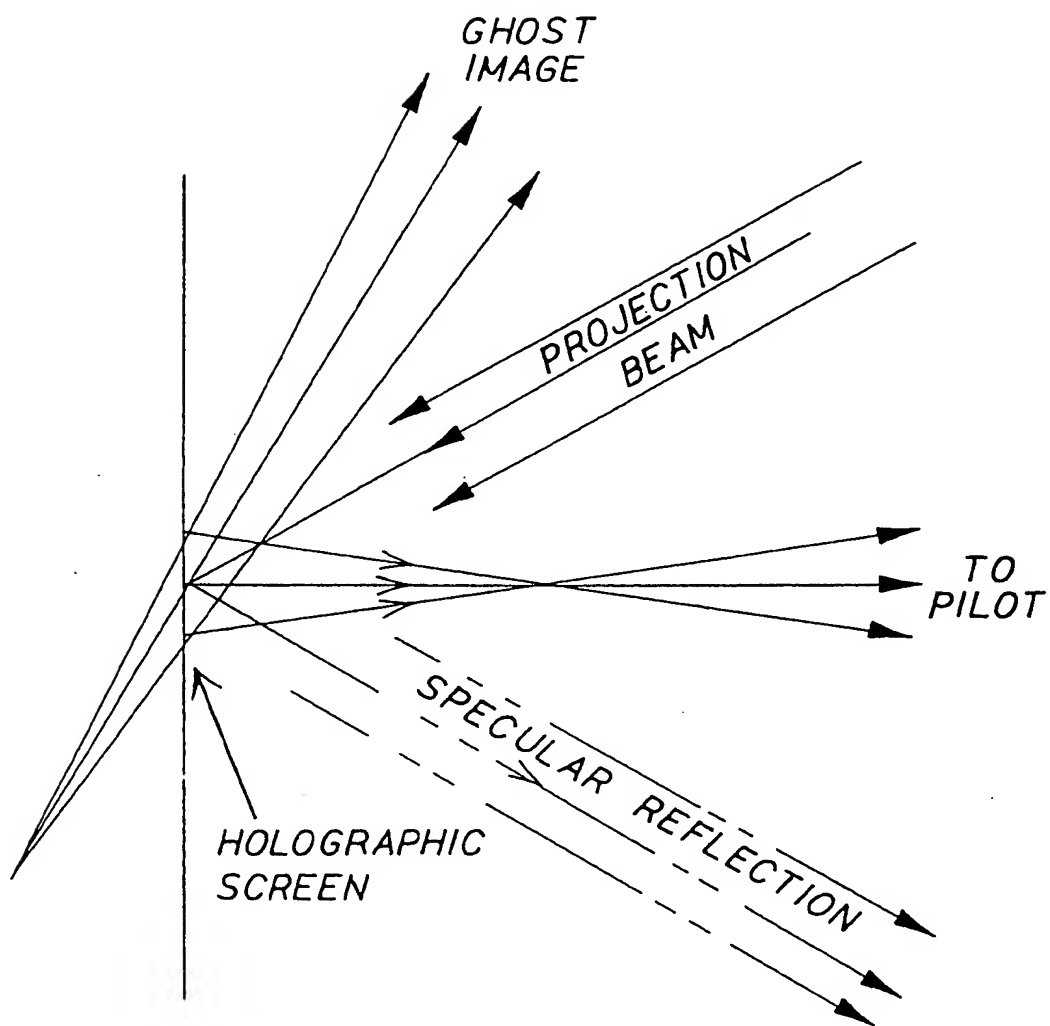 GHOST
IMAGE
PROJECTION
BEAM
TO
PILOT
SPECULAR REFLECTION
HOLOGRAPHIC
SCREEN